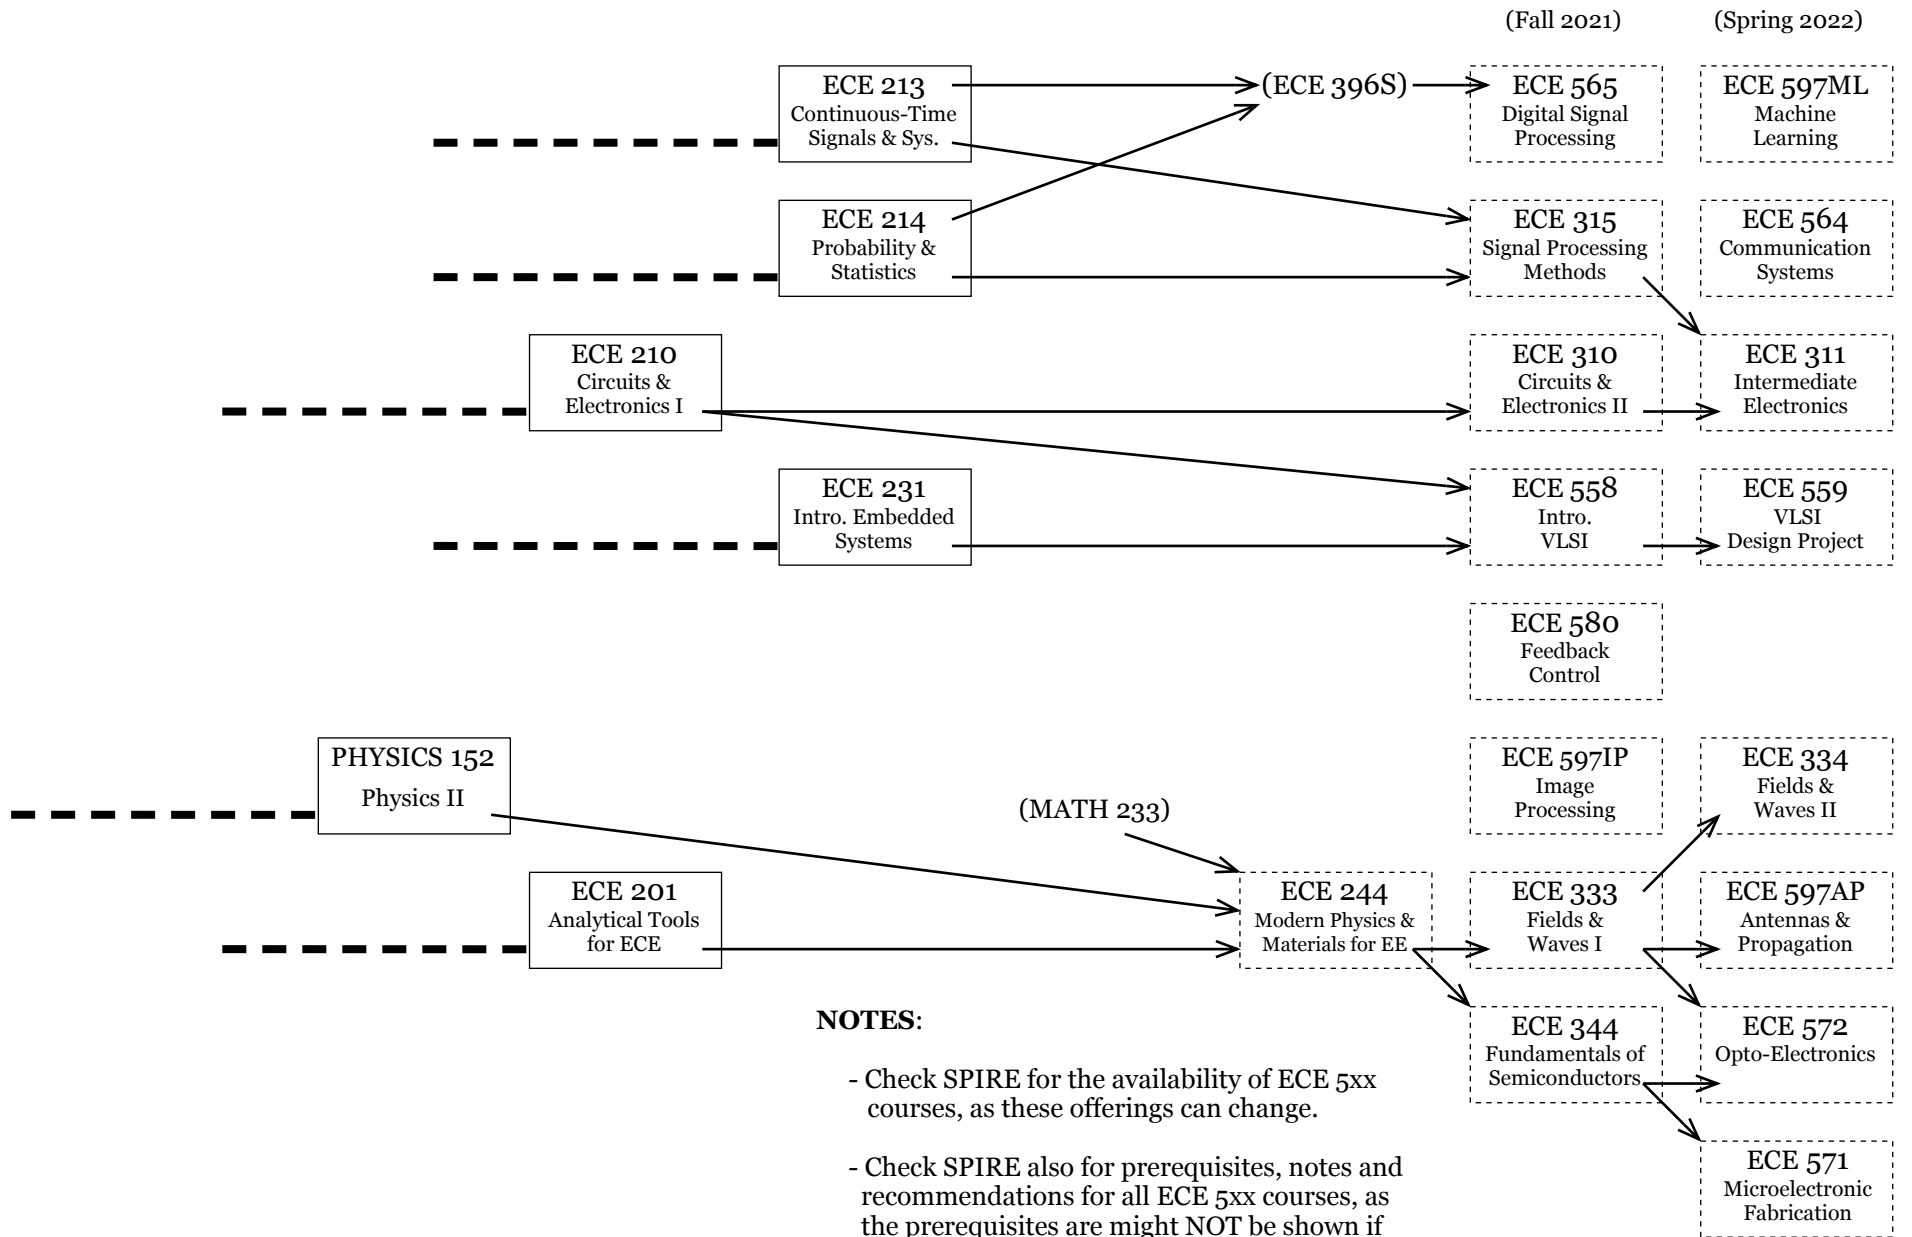 (Fall 2021)
(Spring 2022)
ECE 213
Continuous-Time
Signals & Sys.
(ECE 396S)
ECE 565
Digital Signal
Processing
ECE 597ML
Machine
Learning
ECE 214
Probability &
Statistics
ECE 315
Signal Processing
Methods
ECE 564
Communication
Systems
ECE 210
Circuits &
Electronics I
ECE 310
Circuits &
Electronics II
ECE 311
Intermediate
Electronics
ECE 231
Intro. Embedded
Systems
ECE 558
Intro.
VLSI
ECE 559
VLSI
Design Project
ECE 580
Feedback
Control
PHYSICS 152
Physics II
(MATH 233)
ECE 597IP
Image
Processing
ECE 334
Fields &
Waves II
ECE 201
Analytical Tools
for ECE
ECE 244
Modern Physics &
Materials for EE
ECE 333
Fields &
Waves I
ECE 597AP
Antennas &
Propagation
ECE 344
Fundamentals of
Semiconductors
ECE 572
Opto-Electronics
ECE 571
Microelectronic
Fabrication
NOTES:
- Check SPIRE for the availability of ECE 5xx
courses, as these offerings can change.
- Check SPIRE also for prerequisites, notes and
recommendations for all ECE 5xx courses, as
the prerequisites are might NOT be shown if